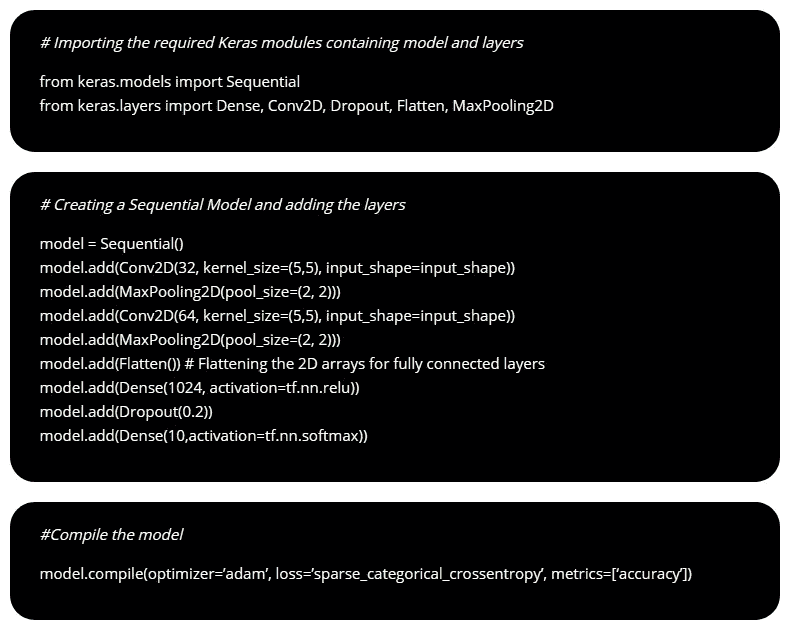 # Importing the required Keras modules containing model and layers
from keras.models import Sequential
from keras.layers import Dense, Conv2D, Dropout, Flatten, MaxPooling2D
# Creating a Sequential Model and adding the layers
model = Sequential()
model.add(Conv2D(32, kernel_size=(5,5), input_shape=input_shape))
model.add(MaxPooling2D(pool_size=(2, 2)))
model.add(Conv2D(64, kernel_size=(5,5), input_shape=input_shape))
model.add(MaxPooling2D(pool_size=(2, 2)))
model.add(Flatten()) # Flattening the 2D arrays for fully connected layers
model.add(Dense(1024, activation=tf.nn.relu))
model.add(Dropout(0.2))
model.add(Dense(10,activation=tf.nn.softmax))
#Compile the model
model.compile(optimizer=’adam’, loss=’sparse_categorical_crossentropy’, metrics=[‘accuracy’])